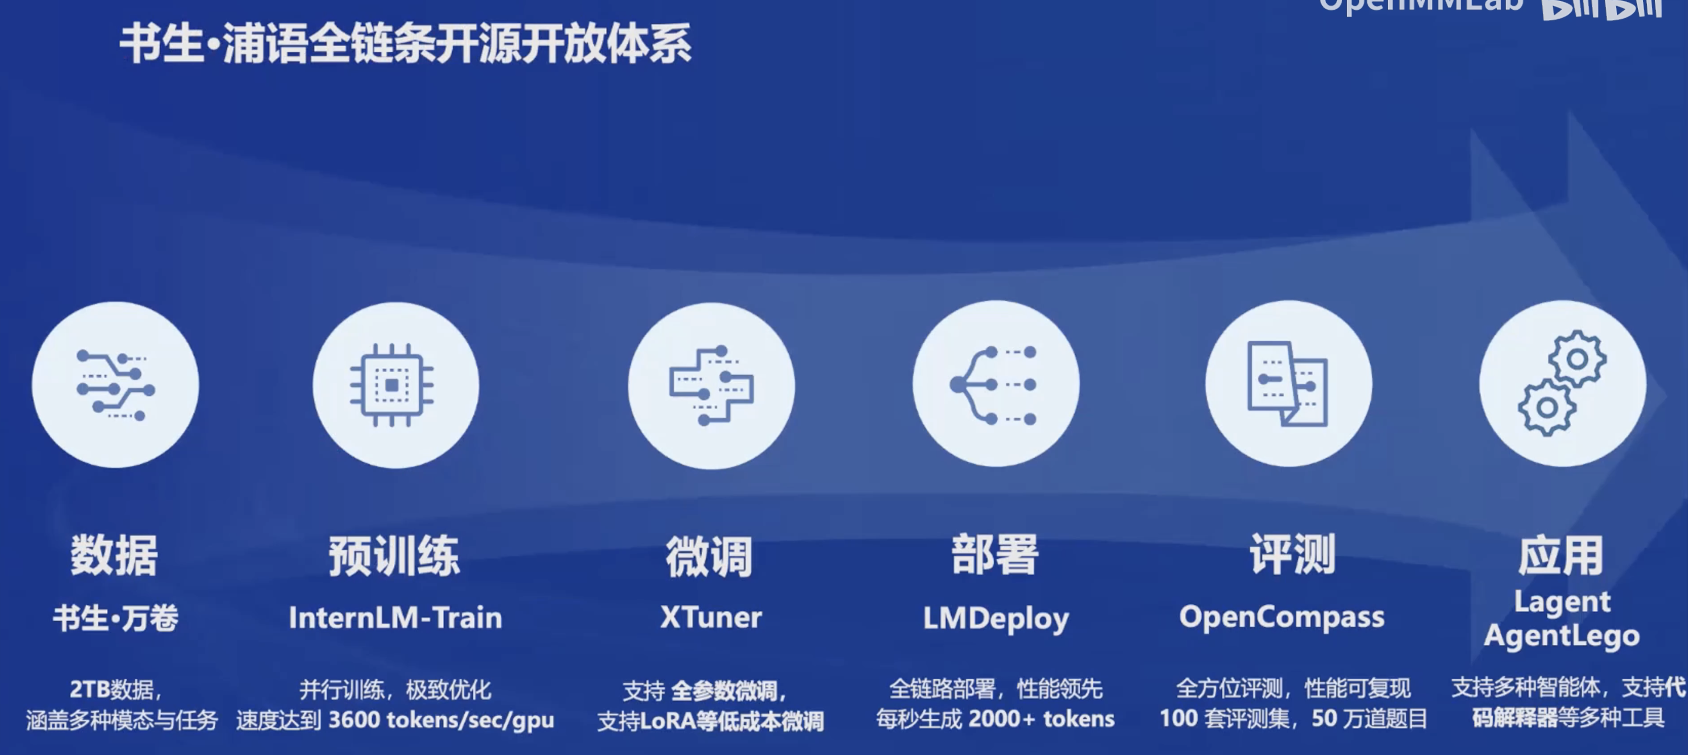 OpenMMLab bilibili
书生·浦语全链条开源开放体系
数据
书生·万卷
2TB数据，
涵盖多种模态与任务
预训练
InternLM-Train
并行训练，极致优化
速度达到 3600 tokens/sec/gpu
微调
XTuner
支持 全参数微调，
支持LoRA等低成本微调
部署
LMDeploy
全链路部署，性能领先
每秒生成 2000+ tokens
评测
OpenCompass
全方位评测，性能可复现
100 套评测集，50 万道题目
应用
Lagent
AgentLego
支持多种智能体，支持代
码解释器等多种工具